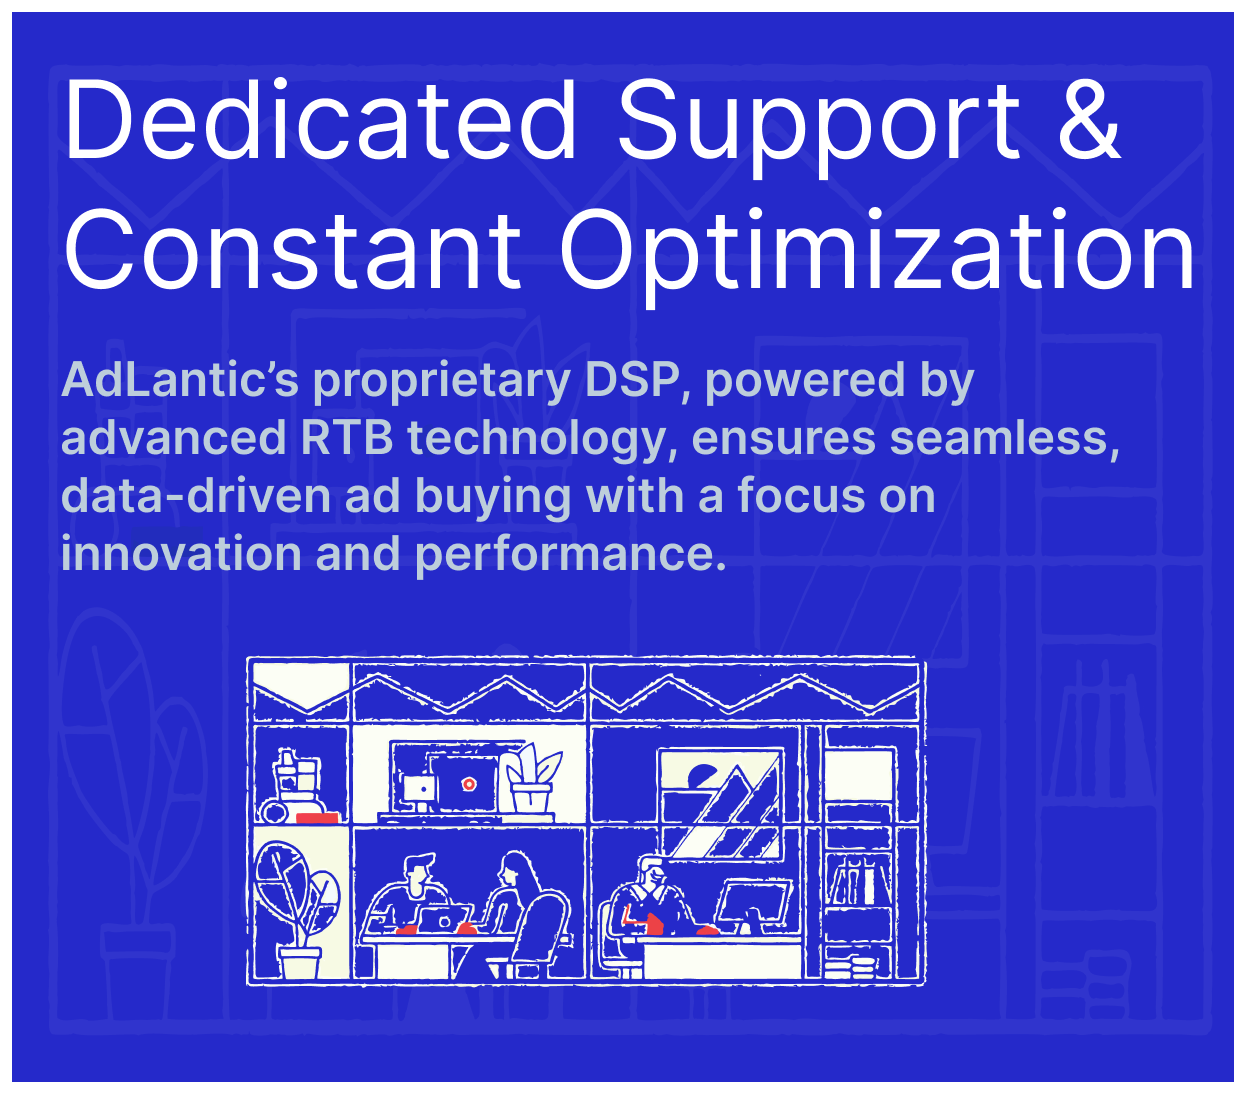 Dedicated Support &
Constant Optimization
AdLantic’s proprietary DSP, powered by
advanced RTB technology, ensures seamless,
data-driven ad buying with a focus on
innovation and performance.